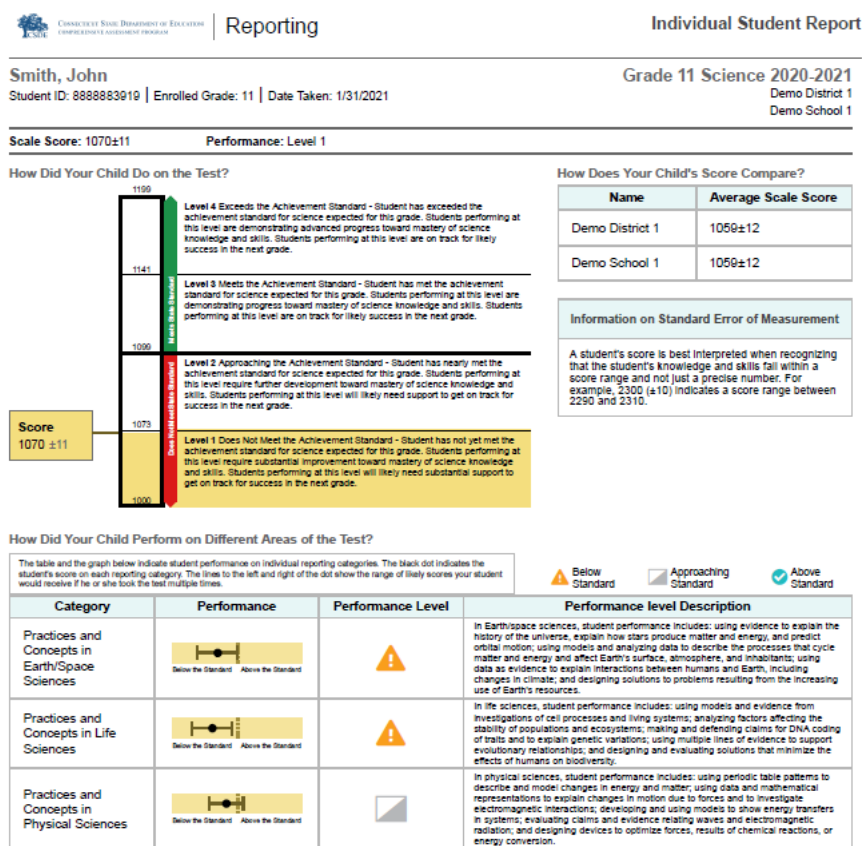 CSDE
CONNECTICUT STATE DEPARTMENT OF EDUCATION
COMPREHENSIVE ASSESSMENT PROGRAM
Reporting
Individual Student Report
Smith, John
Student ID: 8888883919 | Enrolled Grade: 11 | Date Taken: 1/31/2021
Grade 11 Science 2020-2021
Demo District 1
Demo School 1
Scale Score: 1070±11
Performance: Level 1
How Did Your Child Do on the Test?
1199
Level 4 Exceeds the Achievement Standard - Student has exceeded the
achievement standard for science expected for this grade. Students performing at
this level are demonstrating advanced progress toward mastery of science
knowledge and skills. Students performing at this level are on track for likely
success in the next grade.
1141
Meets State Standard
Level 3 Meets the Achievement Standard - Student has met the achievement
standard for science expected for this grade. Students performing at this level are
demonstrating progress toward mastery of science knowledge and skills. Students
performing at this level are on track for likely success in the next grade.
1099
Does Not Meet State Standard
Level 2 Approaching the Achievement Standard - Student has nearly met the
achievement standard for science expected for this grade. Students performing at
this level require further development toward mastery of science knowledge and
skills. Students performing at this level will likely need support to get on track for
success in the next grade.
1073
Score
1070 ±11
Level 1 Does Not Meet the Achievement Standard - Student has not yet met the
achievement standard for science expected for this grade. Students performing at
this level require substantial improvement toward mastery of science knowledge
and skills. Students performing at this level will likely need substantial support to
get on track for success in the next grade.
1000
How Does Your Child's Score Compare?
Name
Average Scale Score
Demo District 1
1059±12
Demo School 1
1059±12
Information on Standard Error of Measurement
A student's score is best interpreted when recognizing
that the student's knowledge and skills fall within a
score range and not just a precise number. For
example, 2300 (±10) indicates a score range between
2290 and 2310.
How Did Your Child Perform on Different Areas of the Test?
The table and the graph below indicate student performance on individual reporting categories. The black dot indicates the
student's score on each reporting category. The lines to the left and right of the dot show the range of likely scores your student
would receive if he or she took the test multiple times.
Below
Standard
Approaching
Standard
Above
Standard
Category
Performance
Performance Level
Performance level Description
Practices and
Concepts in
Earth/Space
Sciences
Below the Standard Above the Standard
In Earth/space sciences, student performance includes: using evidence to explain the
history of the universe, explain how stars produce matter and energy, and predict
orbital motion; using models and analyzing data to describe the processes that cycle
matter and energy and affect Earth's surface, atmosphere, and inhabitants; using
data as evidence to explain interactions between humans and Earth, including
changes in climate; and designing solutions to problems resulting from the increasing
use of Earth's resources.
Practices and
Concepts in Life
Sciences
Below the Standard Above the Standard
In life sciences, student performance includes: using models and evidence from
investigations of cell processes and living systems; analyzing factors affecting the
stability of populations and ecosystems; making and defending claims for DNA coding
of traits and to explain genetic variations; using multiple lines of evidence to support
evolutionary relationships; and designing and evaluating solutions that minimize the
effects of humans on biodiversity.
Practices and
Concepts in
Physical Sciences
Below the Standard Above the Standard
In physical sciences, student performance includes: using periodic table patterns to
describe and model changes in energy and matter; using data and mathematical
representations to explain changes in motion due to forces and to investigate
electromagnetic interactions; developing and using models to show energy transfers
in systems; evaluating claims and evidence relating waves and electromagnetic
radiation; and designing devices to optimize forces, results of chemical reactions, or
energy conversion.